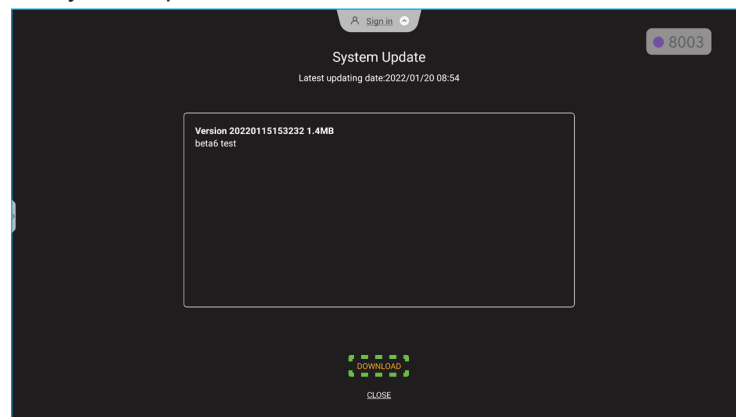 Sign in
8003
System Update
Latest updating date:2022/01/20 08:54
Version 20220115153232 1.4MB
beta6 test
DOWNLOAD
CLOSE